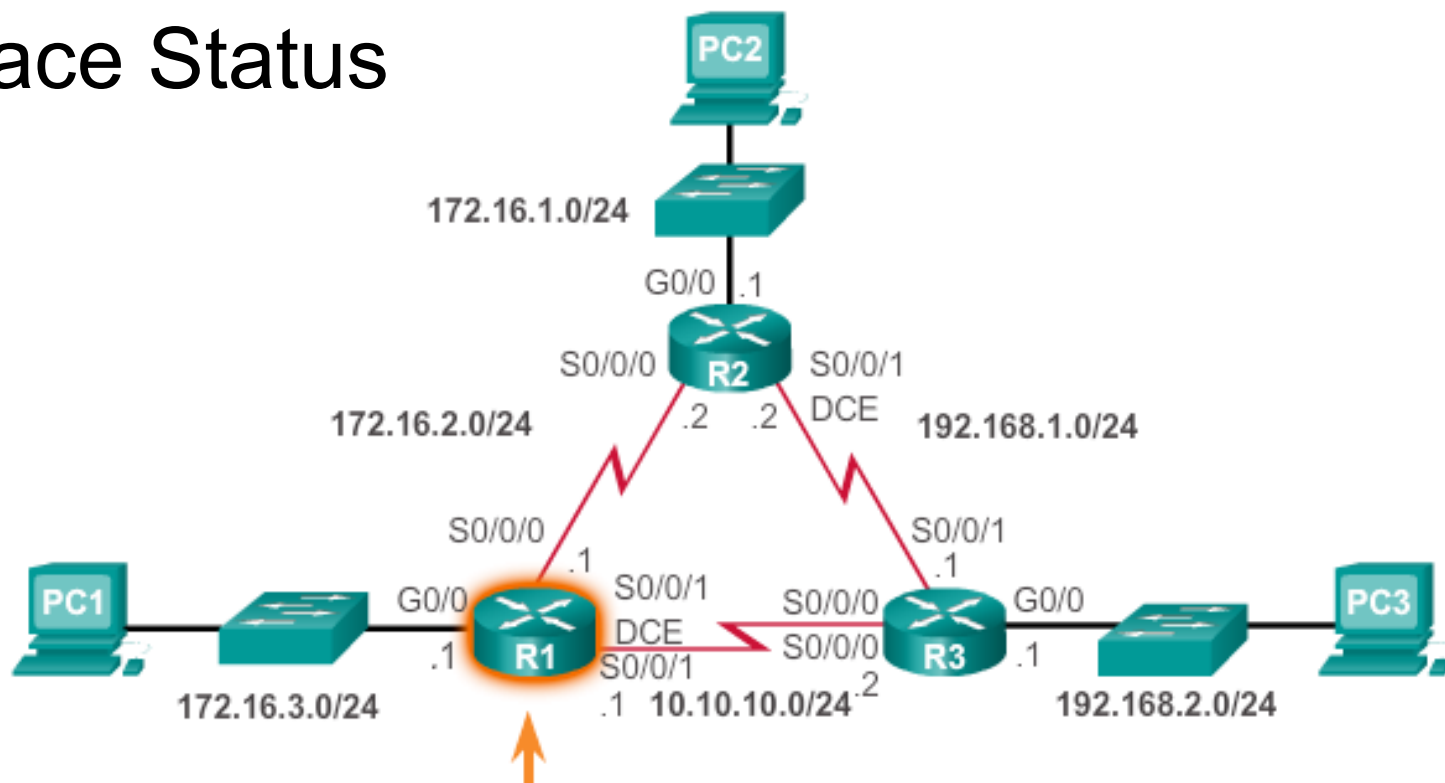 ace Status
PC2
172.16.1.0/24
G0/0 .1
S0/0/0 R2 S0/0/1
.2 .2 DCE
172.16.2.0/24 192.168.1.0/24
S0/0/0 S0/0/1
.1 .1
PC1 G0/0 S0/0/1 S0/0/0 G0/0 PC3
DCE
.1 R1 S0/0/1 S0/0/0 R3 .1
172.16.3.0/24 .1 10.10.10.0/24 .2 192.168.2.0/24